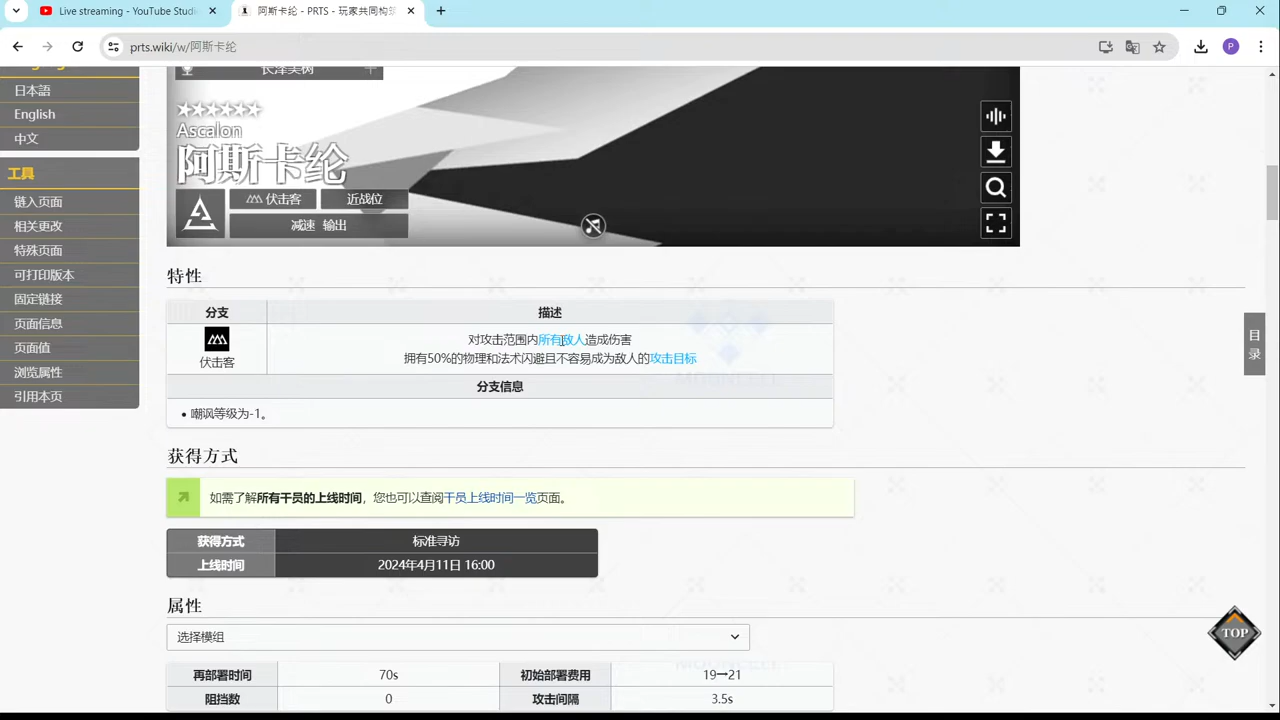 Live streaming - YouTube Studi
阿斯卡纶 - PRTS - 玩家共同构筑
prts.wiki/w/阿斯卡纶
P
日本語
English
中文
工具
链入页面
相关更改
特殊页面
可打印版本
固定链接
页面信息
页面值
浏览属性
引用本页
★★★★★★
Ascalon
阿斯卡纶
伏击客
近战位
减速 输出
特性
分支
描述
伏击客
对攻击范围内所有敌人造成伤害
拥有50%的物理和法术闪避且不容易成为敌人的攻击目标
分支信息
• 嘲讽等级为-1。
目录
获得方式
如需了解所有干员的上线时间，您也可以查阅干员上线时间一览页面。
获得方式
标准寻访
上线时间
2024年4月11日 16:00
属性
选择模组
TOP
再部署时间
70s
初始部署费用
19→21
阻挡数
0
攻击间隔
3.5s